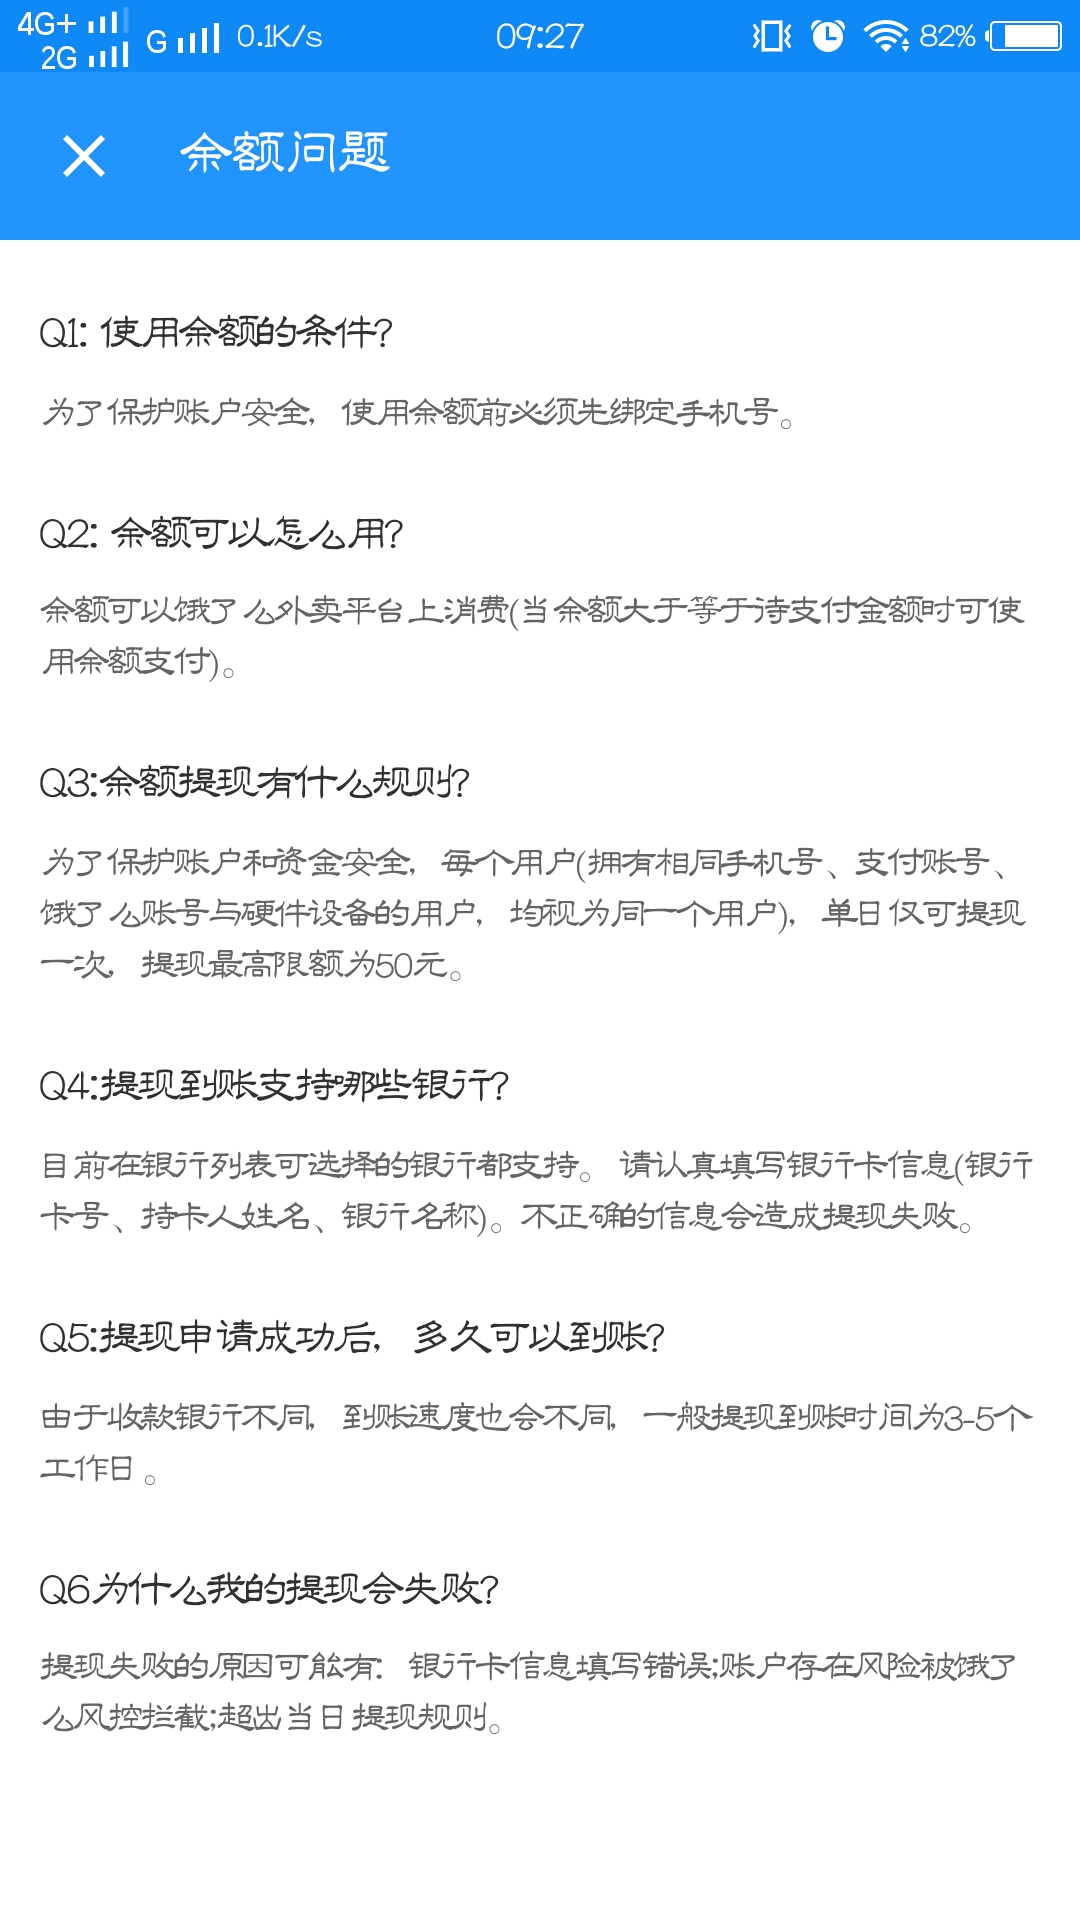 4G+
2G G 0.1K/s 09:27 82%
余额问题
Q1: 使用余额的条件?
为了保护账户安全, 使用余额前必须先绑定手机号。
Q2: 余额可以怎么用?
余额可以饿了么外卖平台上消费(当余额大于等于待支付金额时可使
用余额支付)。
Q3:余额提现有什么规则?
为了保护账户和资金安全, 每个用户(拥有相同手机号、支付账号、
饿了么账号与硬件设备的用户, 均视为同一个用户), 单日仅可提现
一次, 提现最高限额为50元。
Q4:提现到账支持哪些银行?
目前在银行列表可选择的银行都支持。请认真填写银行卡信息(银行
卡号、持卡人姓名、银行名称)。不正确的信息会造成提现失败。
Q5:提现申请成功后, 多久可以到账?
由于收款银行不同, 到账速度也会不同, 一般提现到账时间为3-5个
工作日。
Q6为什么我的提现会失败?
提现失败的原因可能有: 银行卡信息填写错误;账户存在风险被饿了
么风控拦截;超出当日提现规则。